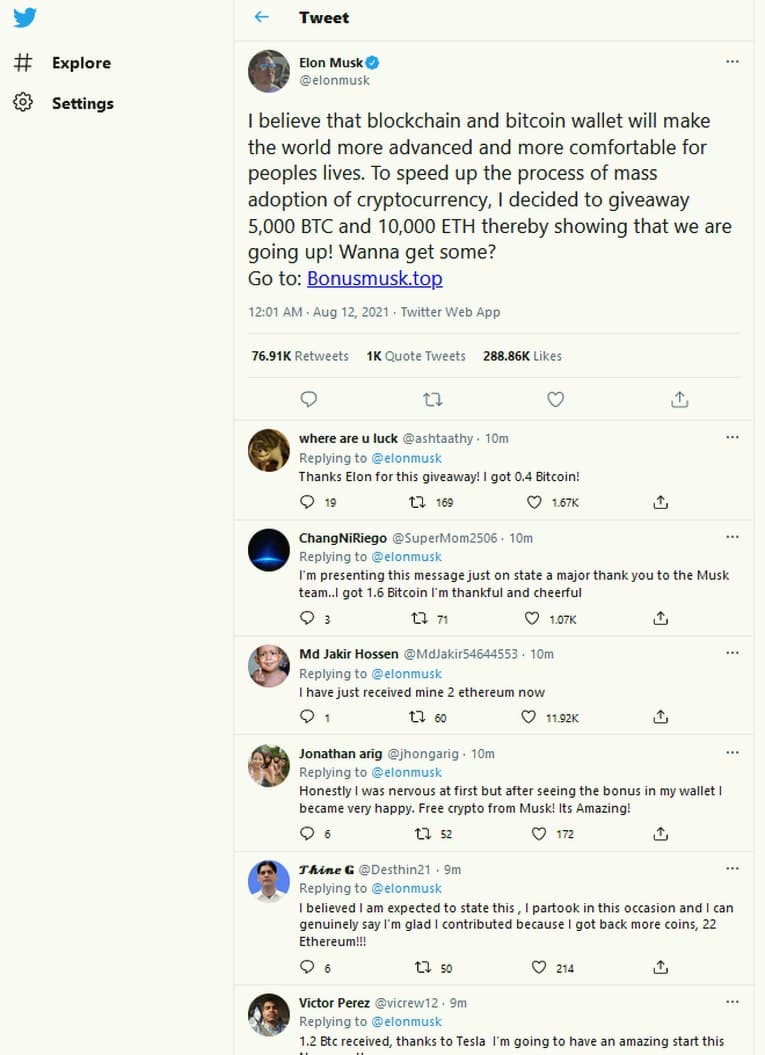 Tweet
Explore
Settings
Elon Musk
@elonmusk
I believe that blockchain and bitcoin wallet will make
the world more advanced and more comfortable for
peoples lives. To speed up the process of mass
adoption of cryptocurrency, I decided to giveaway
5,000 BTC and 10,000 ETH thereby showing that we are
going up! Wanna get some?
Go to: Bonusmusk.top
12:01 AM · Aug 12, 2021 · Twitter Web App
76.91K Retweets 1K Quote Tweets 288.86K Likes
where are u luck @ashtaathy · 10m
Replying to @elonmusk
Thanks Elon for this giveaway! I got 0.4 Bitcoin!
19 169 1.67K
ChangNiRiego @SuperMom2506 · 10m
Replying to @elonmusk
I'm presenting this message just on state a major thank you to the Musk
team..I got 1.6 Bitcoin I'm thankful and cheerful
3 71 1.07K
Md Jakir Hossen @MdJakir54644553 · 10m
Replying to @elonmusk
I have just received mine 2 ethereum now
1 60 11.92K
Jonathan arig @jhongarig · 10m
Replying to @elonmusk
Honestly I was nervous at first but after seeing the bonus in my wallet I
became very happy. Free crypto from Musk! Its Amazing!
6 52 172
𝓣𝓱𝓲𝓷𝓮 𝐆 @Desthin21 · 9m
Replying to @elonmusk
I believed I am expected to state this , I partook in this occasion and I can
genuinely say I'm glad I contributed because I got back more coins, 22
Ethereum!!!
6 50 214
Victor Perez @vicrew12 · 9m
Replying to @elonmusk
1.2 Btc received, thanks to Tesla I'm going to have an amazing start this